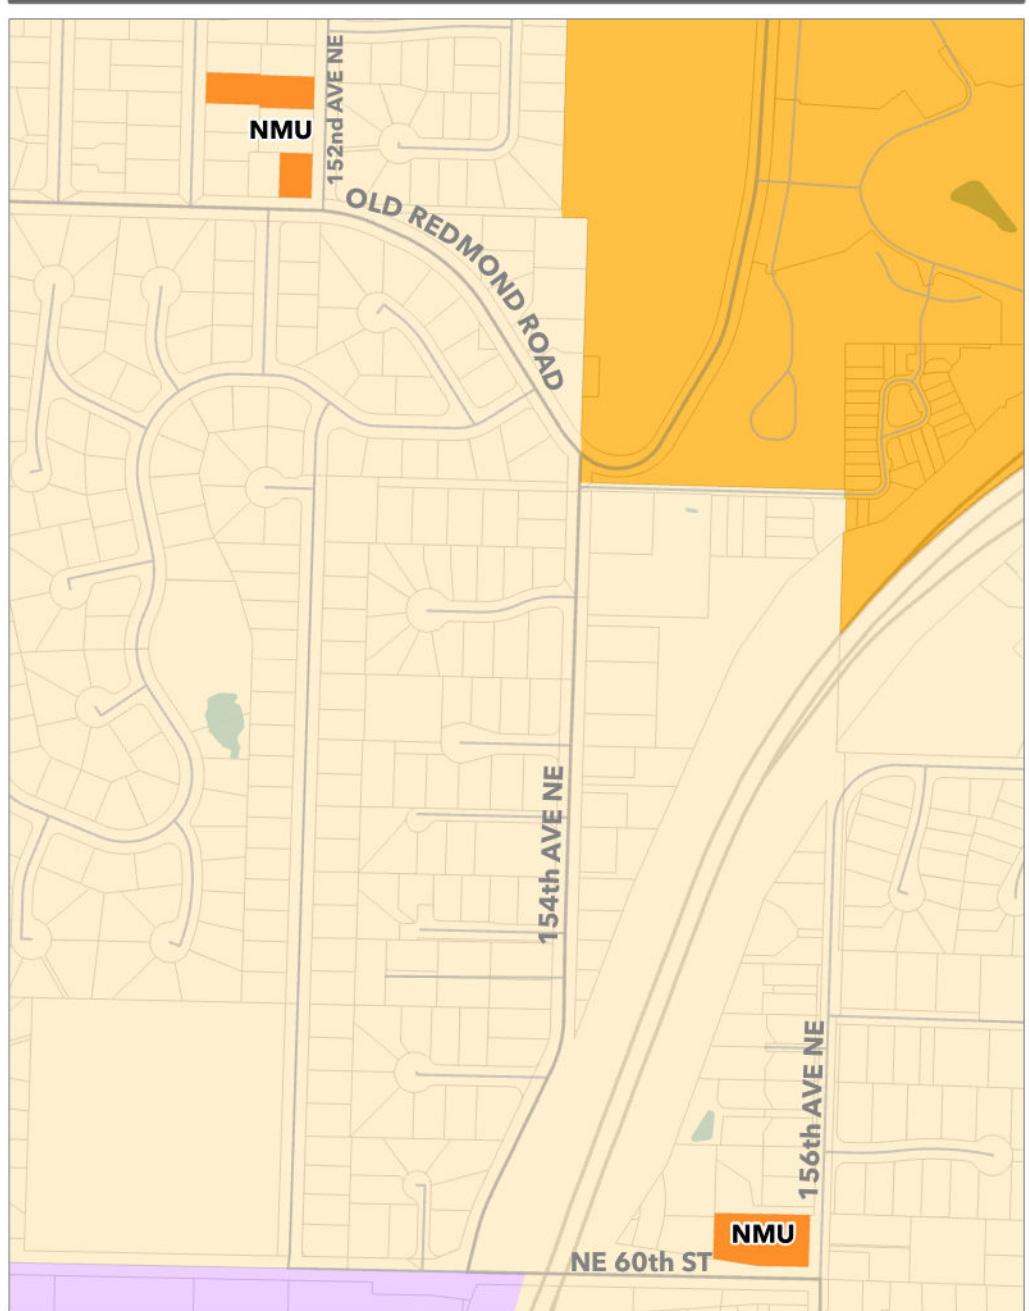 152nd AVE NE
NMU
OLD REDMOND ROAD
154th AVE NE
156th AVE NE
NMU
NE 60th ST